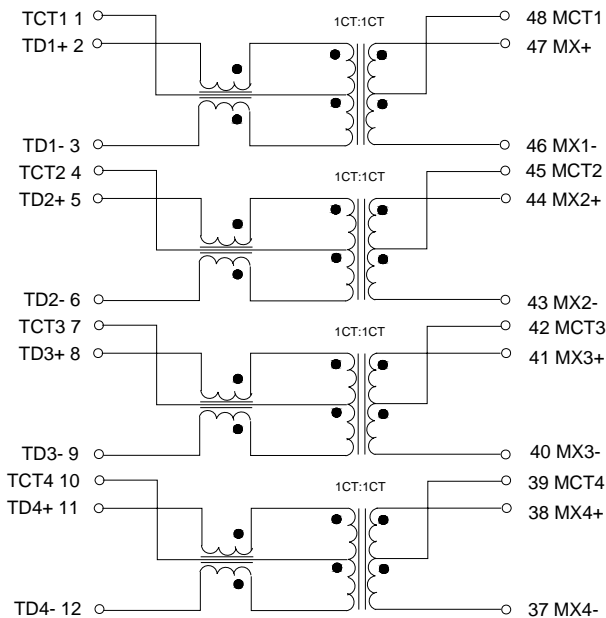 TCT1 1
1CT:1CT
48 MCT1
TD1+ 2
47 MX+
TD1- 3
46 MX1-
TCT2 4
1CT:1CT
45 MCT2
TD2+ 5
44 MX2+
TD2- 6
43 MX2-
TCT3 7
1CT:1CT
42 MCT3
TD3+ 8
41 MX3+
TD3- 9
40 MX3-
TCT4 10
1CT:1CT
39 MCT4
TD4+ 11
38 MX4+
TD4- 12
37 MX4-